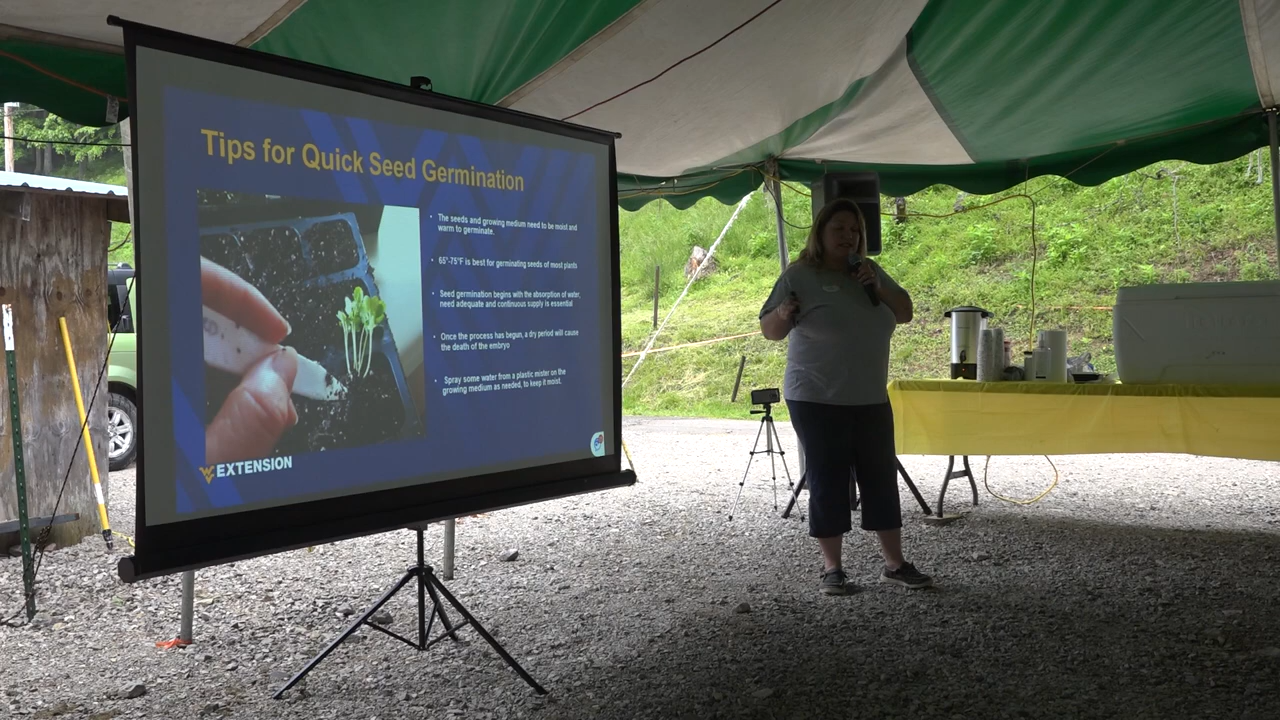 Tips for Quick Seed Germination
• The seeds and growing medium need to be moist and
warm to germinate.
• 65°-75°F is best for germinating seeds of most plants
• Seed germination begins with the absorption of water,
need adequate and continuous supply is essential
• Once the process has begun, a dry period will cause
the death of the embryo
• Spray some water from a plastic mister on the
growing medium as needed, to keep it moist.
EXTENSION